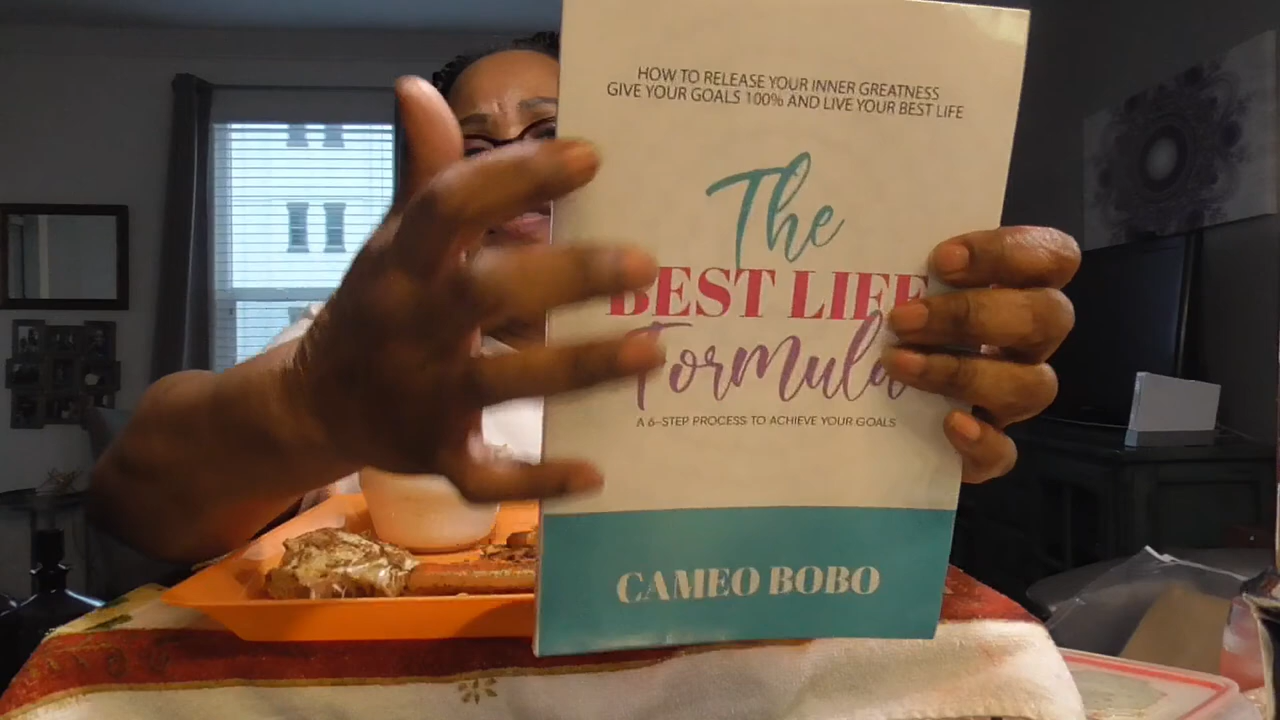 HOW TO RELEASE YOUR INNER GREATNESS
GIVE YOUR GOALS 100% AND LIVE YOUR BEST LIFE
The
BEST LIFE
Formula
A 6-STEP PROCESS TO ACHIEVE YOUR GOALS
CAMEO BOBO